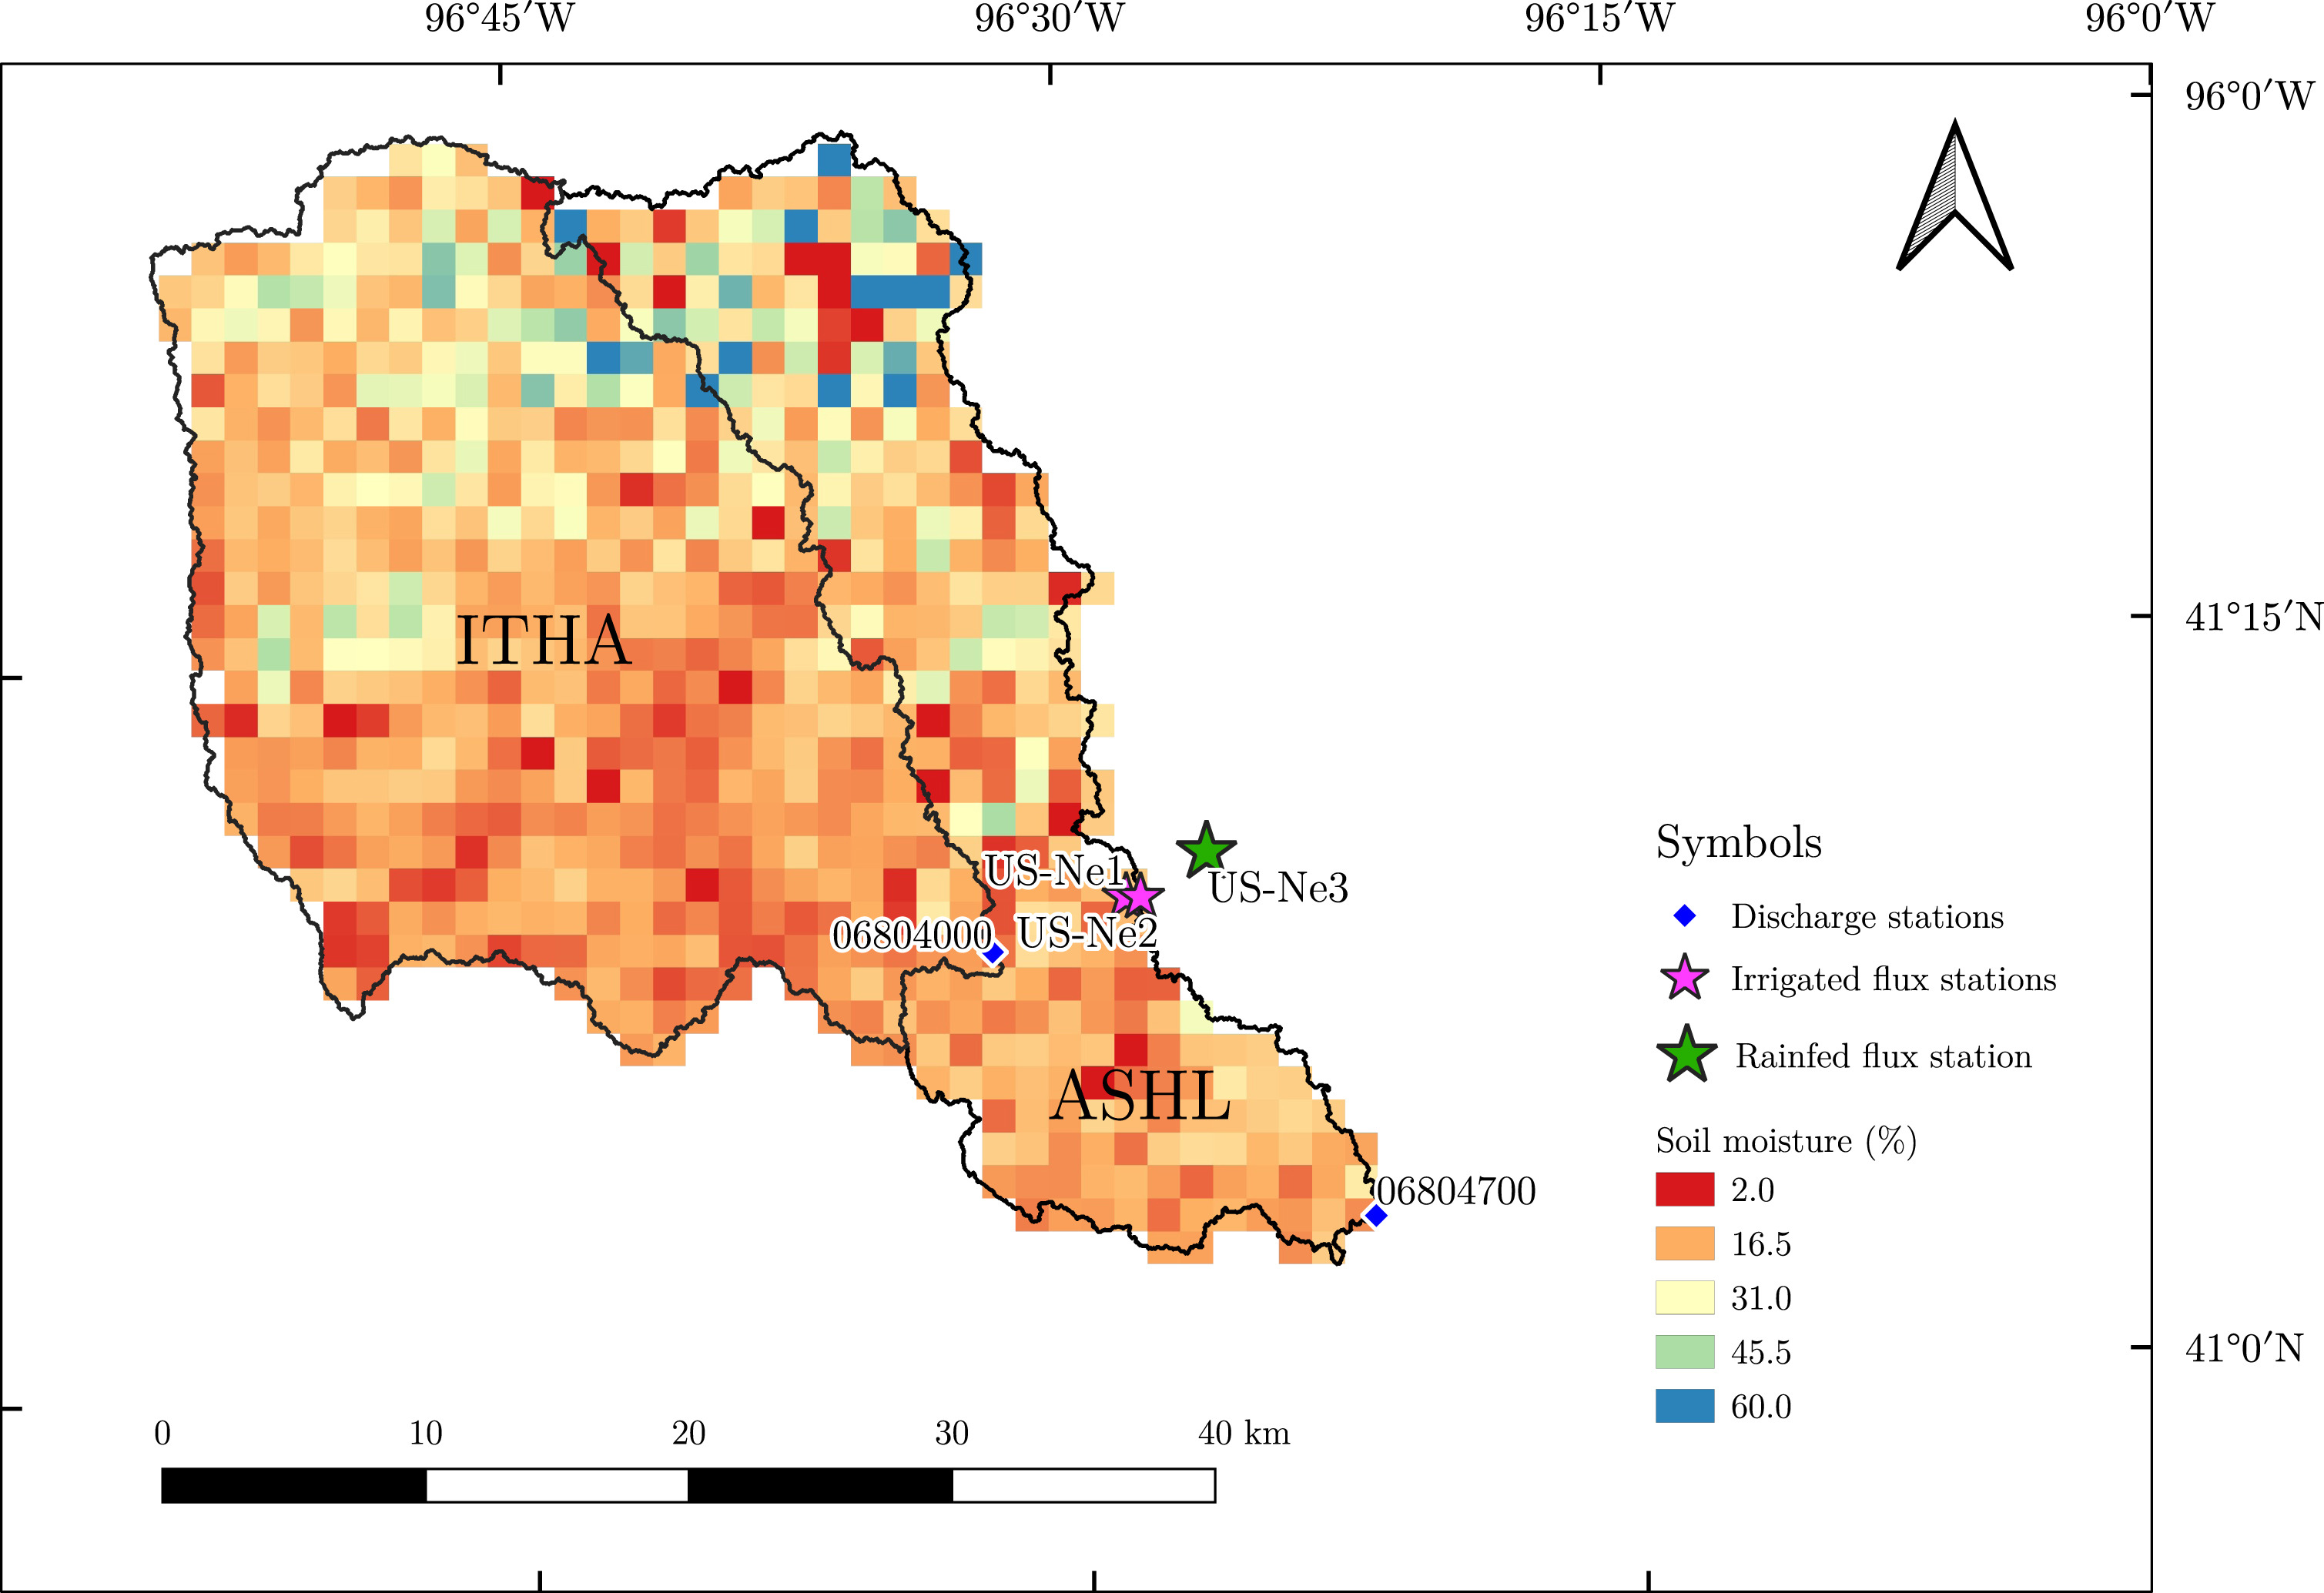 96°45′W 96°30′W 96°15′W 96°0′W
96°0′W
41°15′N
ITHA
Symbols
US-Ne1
US-Ne3
Discharge stations
06804000 US-Ne2
Irrigated flux stations
Rainfed flux station
ASHL
Soil moisture (%)
2.0
06804700
16.5
31.0
45.5
41°0′N
60.0
0 10 20 30 40 km